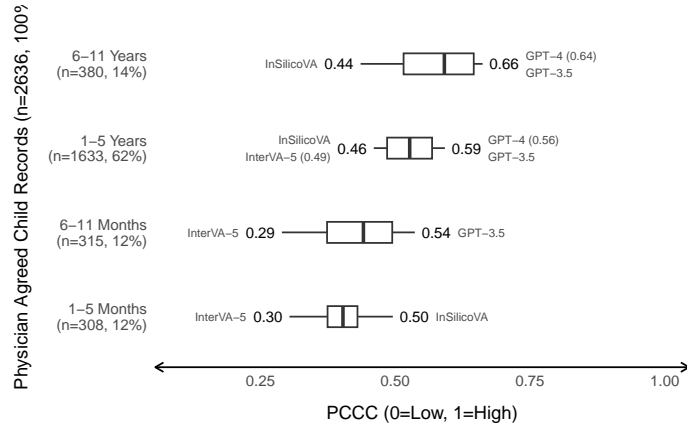 Physician Agreed Child Records (n=2636, 100%
6–11 Years
(n=380, 14%)
InSilicoVA 0.44
0.66 GPT–4 (0.64)
GPT–3.5
1–5 Years
(n=1633, 62%)
InSilicoVA
InterVA–5 (0.49) 0.46
0.59 GPT–4 (0.56)
GPT–3.5
6–11 Months
(n=315, 12%)
InterVA–5 0.29
0.54 GPT–3.5
1–5 Months
(n=308, 12%)
InterVA–5 0.30
0.50 InSilicoVA
0.25 0.50 0.75 1.00
PCCC (0=Low, 1=High)